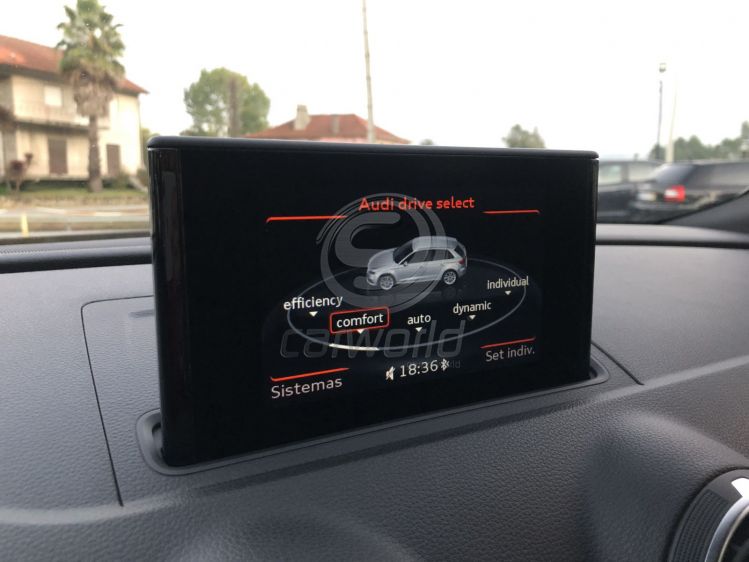 Audi drive select
efficiency
comfort
auto
dynamic
individual
Sistemas
18:36
Set indiv.
carworld